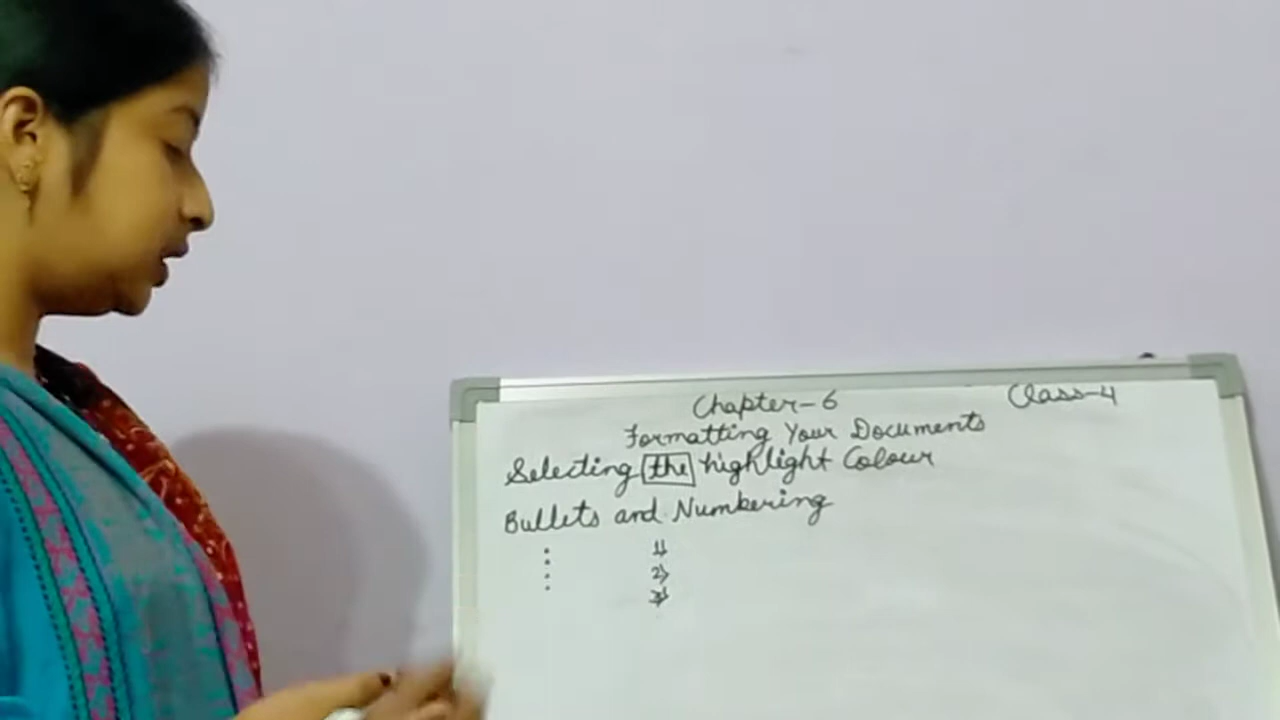 Chapter-6 Class-4
Formatting Your Documents
Selecting the highlight Colour
Bullets and Numbering
• 1)
• 2)
• 3)
•